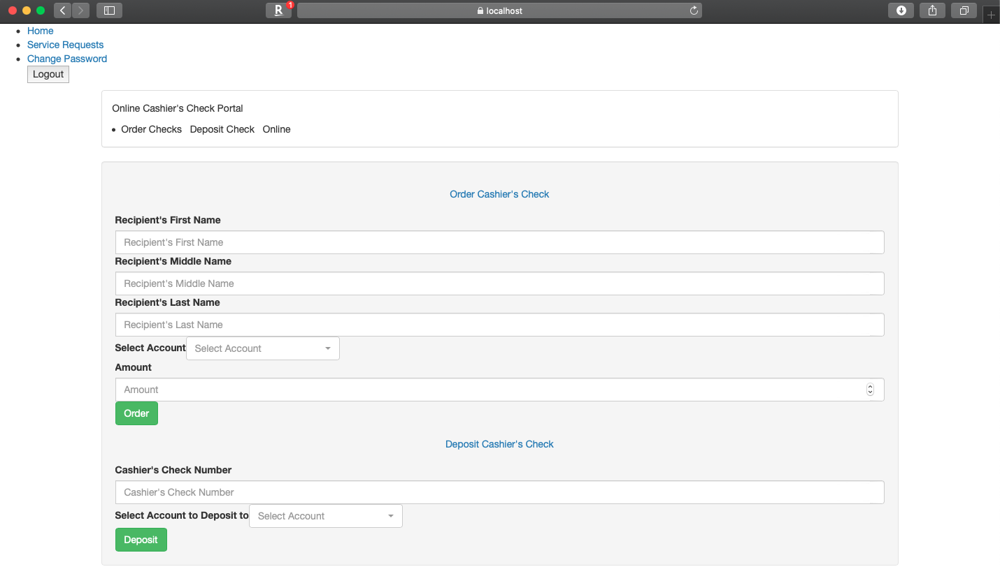 R 1 localhost
Home
Service Requests
Change Password
Logout
Online Cashier's Check Portal
Order Checks Deposit Check Online
Order Cashier's Check
Recipient's First Name
Recipient's First Name
Recipient's Middle Name
Recipient's Middle Name
Recipient's Last Name
Recipient's Last Name
Select Account Select Account
Amount
Amount
Order
Deposit Cashier's Check
Cashier's Check Number
Cashier's Check Number
Select Account to Deposit to Select Account
Deposit